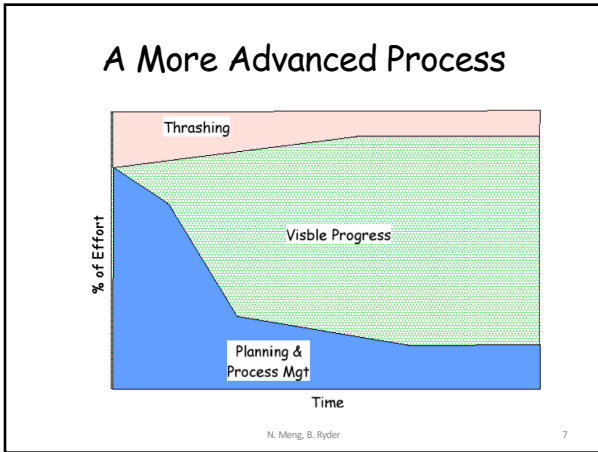 A More Advanced Process
Thrashing
Visble Progress
% of Effort
Planning &
Process Mgt
Time
N. Meng, B. Ryder
7